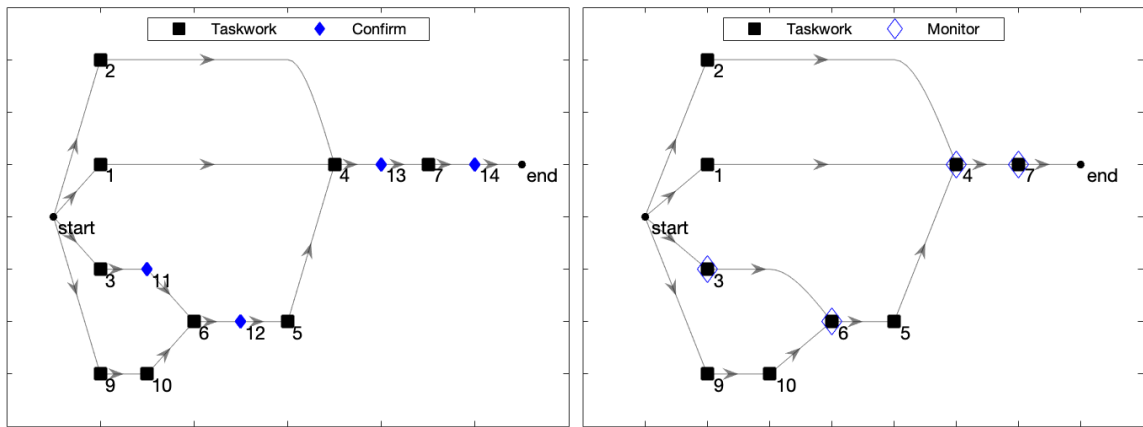 Taskwork Confirm
2
1
4 13 7 14 end
start
3 11
6 12 5
9 10
Taskwork Monitor
2
1
4 7 end
start
3
6 5
9 10